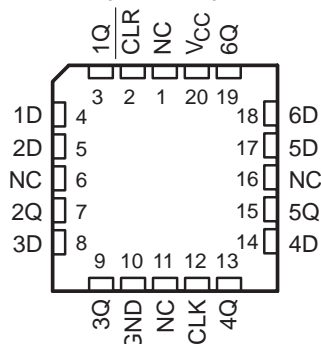 1Q CLR NC VCC 6Q
3 2 1 20 19
1D 4 18 6D
2D 5 17 5D
NC 6 16 NC
2Q 7 15 5Q
3D 8 14 4D
9 10 11 12 13
3Q GND NC CLK 4Q